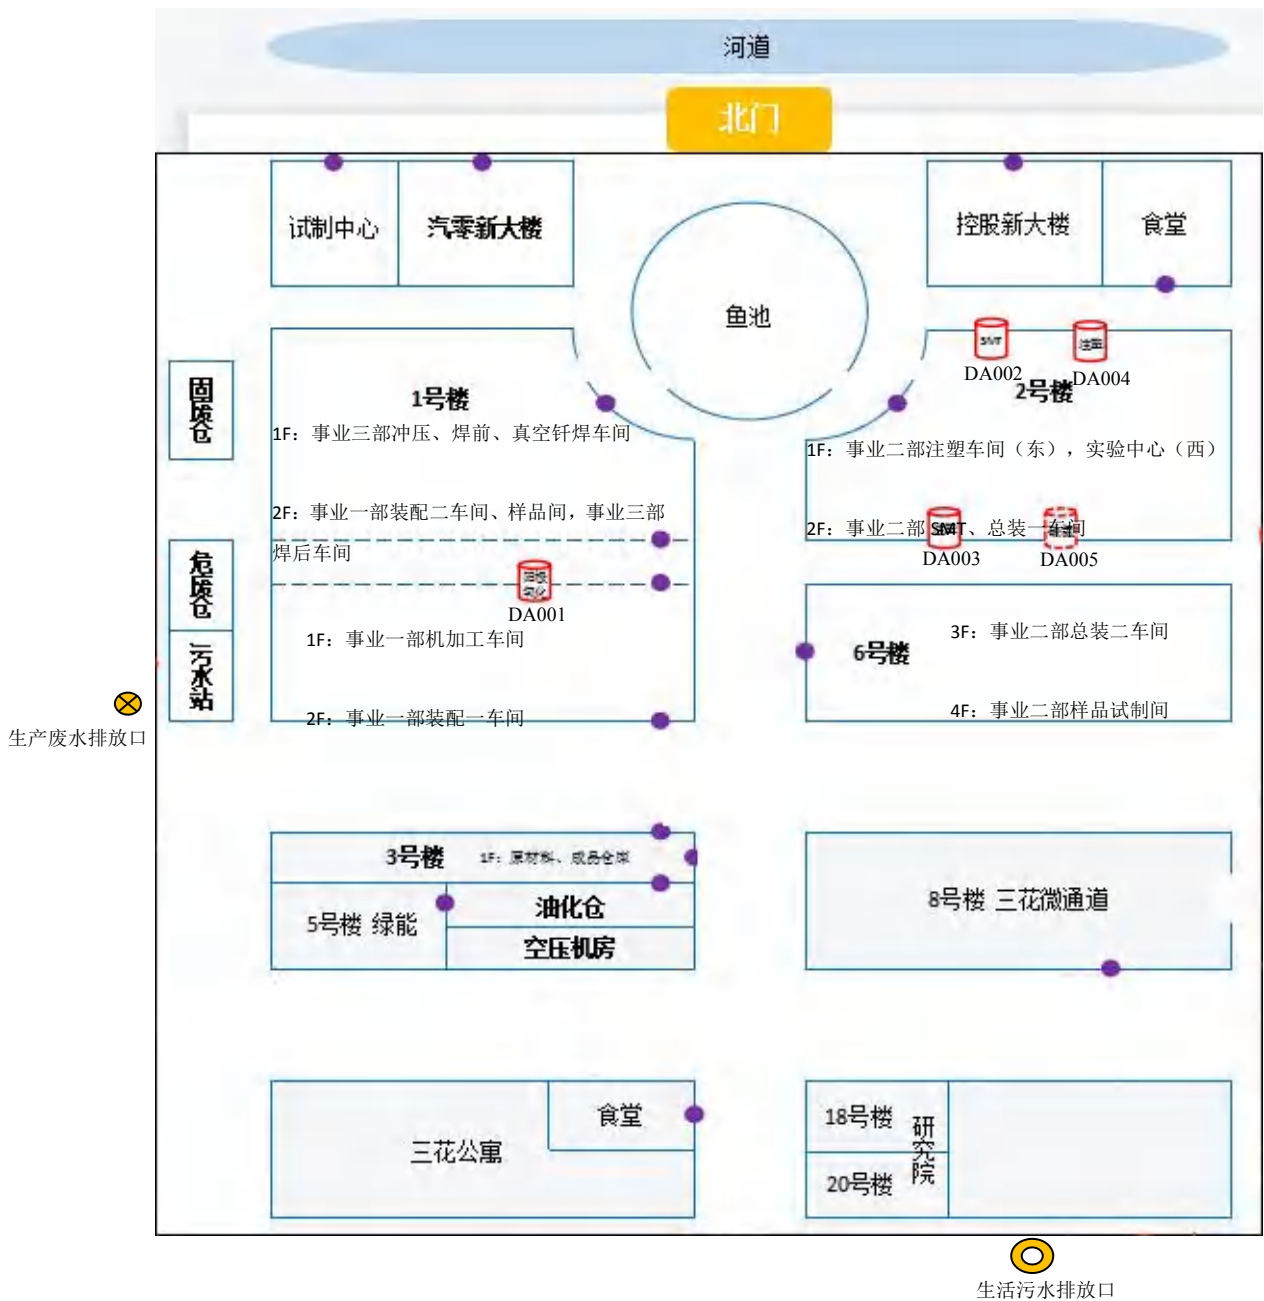 河道
北门
试制中心
汽零新大楼
控股新大楼
食堂
鱼池
SMT
注塑
DA002
DA004
固废仓
1号楼
2号楼
1F：事业三部冲压、焊前、真空钎焊车间
1F：事业二部注塑车间（东），实验中心（西）
2F：事业一部装配二车间、样品间，事业三部
焊后车间
2F：事业二部 SMT、总装一车间
DA003
DA005
危废仓
DA001
1F：事业一部机加工车间
3F：事业二部总装二车间
污水站
6号楼
2F：事业一部装配一车间
4F：事业二部样品试制间
生产废水排放口
3号楼
1F：原材料、成品仓库
5号楼 绿能
油化仓
空压机房
8号楼 三花微通道
三花公寓
食堂
18号楼
研究院
20号楼
生活污水排放口